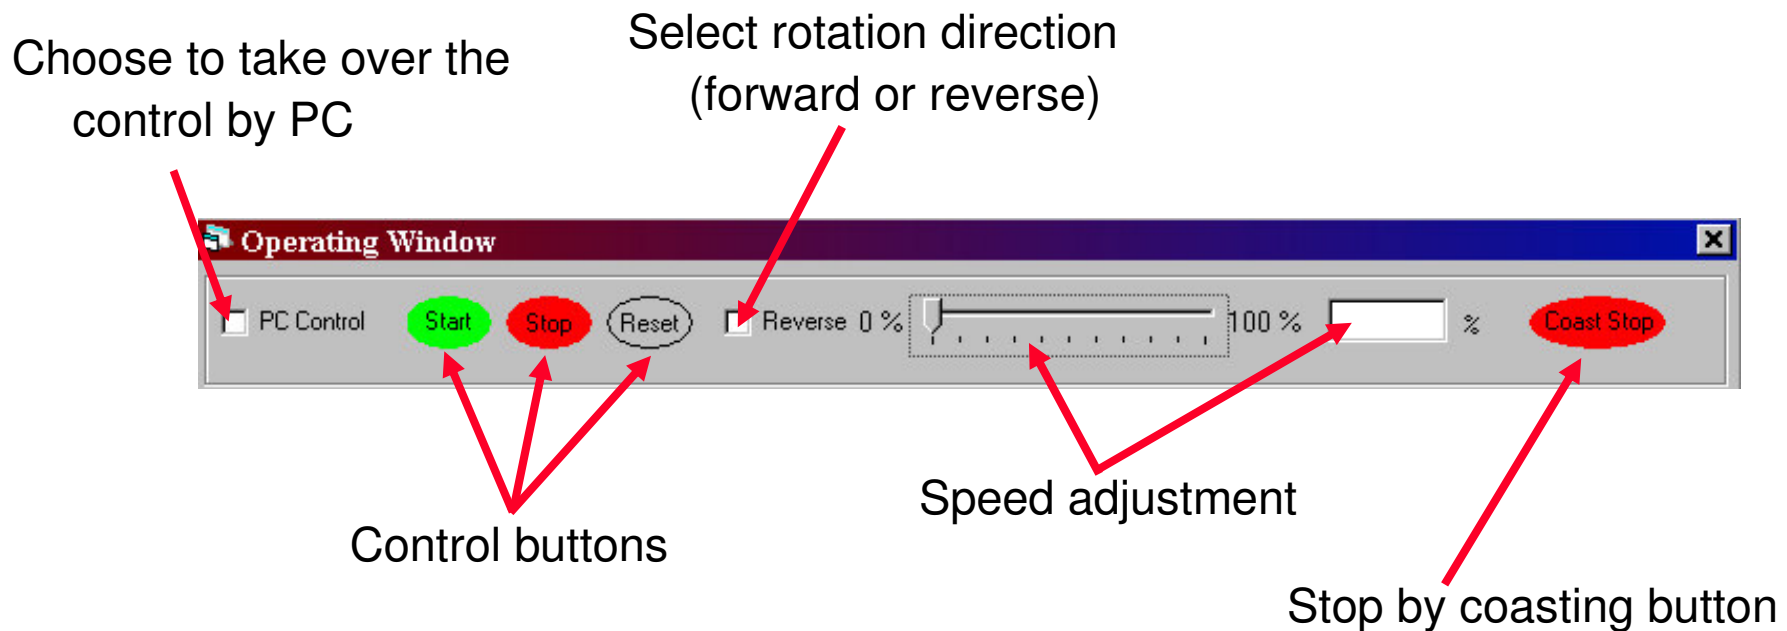 Choose to take over the
control by PC
Select rotation direction
(forward or reverse)
Operating Window
PC Control Start Stop Reset Reverse 0 % 100 % % Coast Stop
Control buttons
Speed adjustment
Stop by coasting button